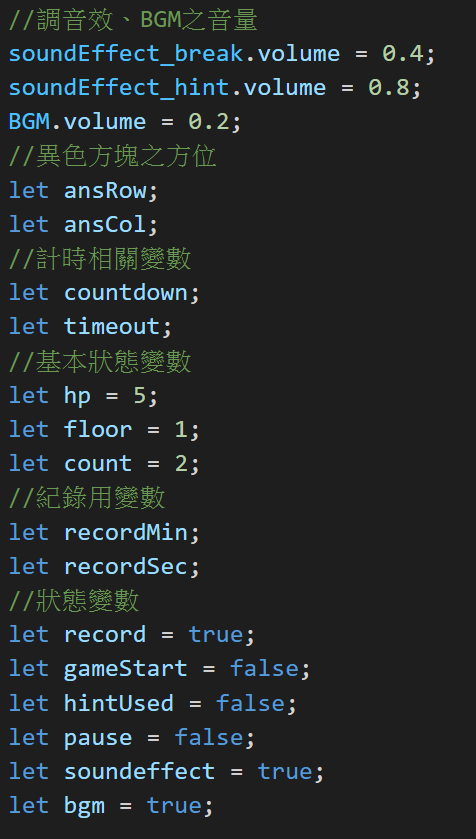 //調音效、BGM之音量
soundEffect_break.volume = 0.4;
soundEffect_hint.volume = 0.8;
BGM.volume = 0.2;
//異色方塊之方位
let ansRow;
let ansCol;
//計時相關變數
let countdown;
let timeout;
//基本狀態變數
let hp = 5;
let floor = 1;
let count = 2;
//紀錄用變數
let recordMin;
let recordSec;
//狀態變數
let record = true;
let gameStart = false;
let hintUsed = false;
let pause = false;
let soundeffect = true;
let bgm = true;